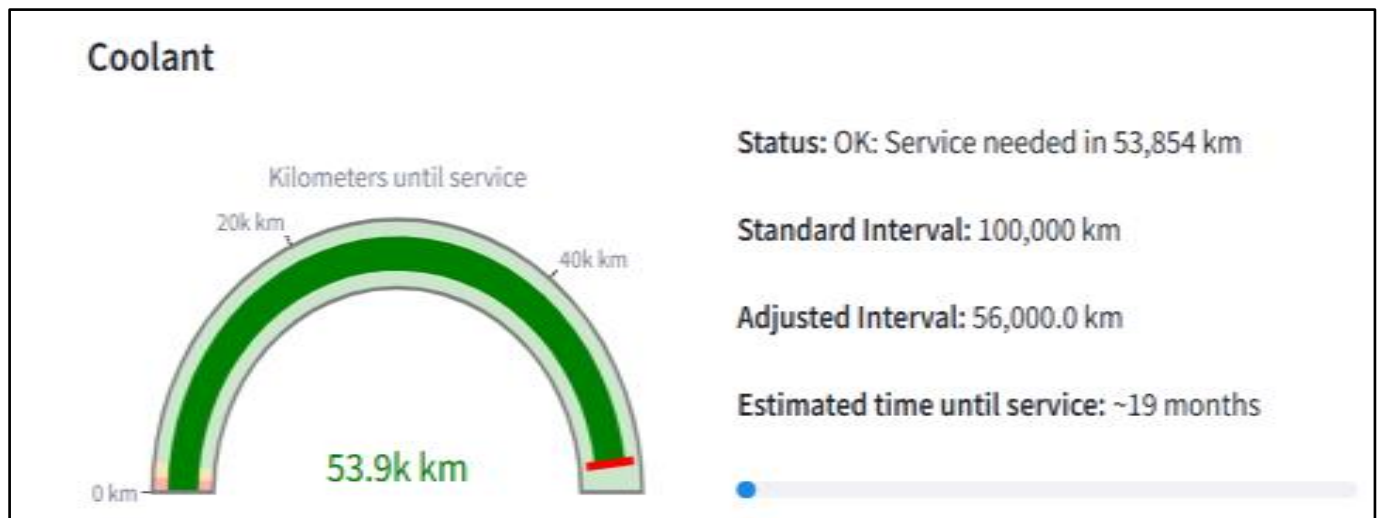 Coolant
Kilometers until service
20k km
40k km
0 km
53.9k km
Status: OK: Service needed in 53,854 km
Standard Interval: 100,000 km
Adjusted Interval: 56,000.0 km
Estimated time until service: ~19 months